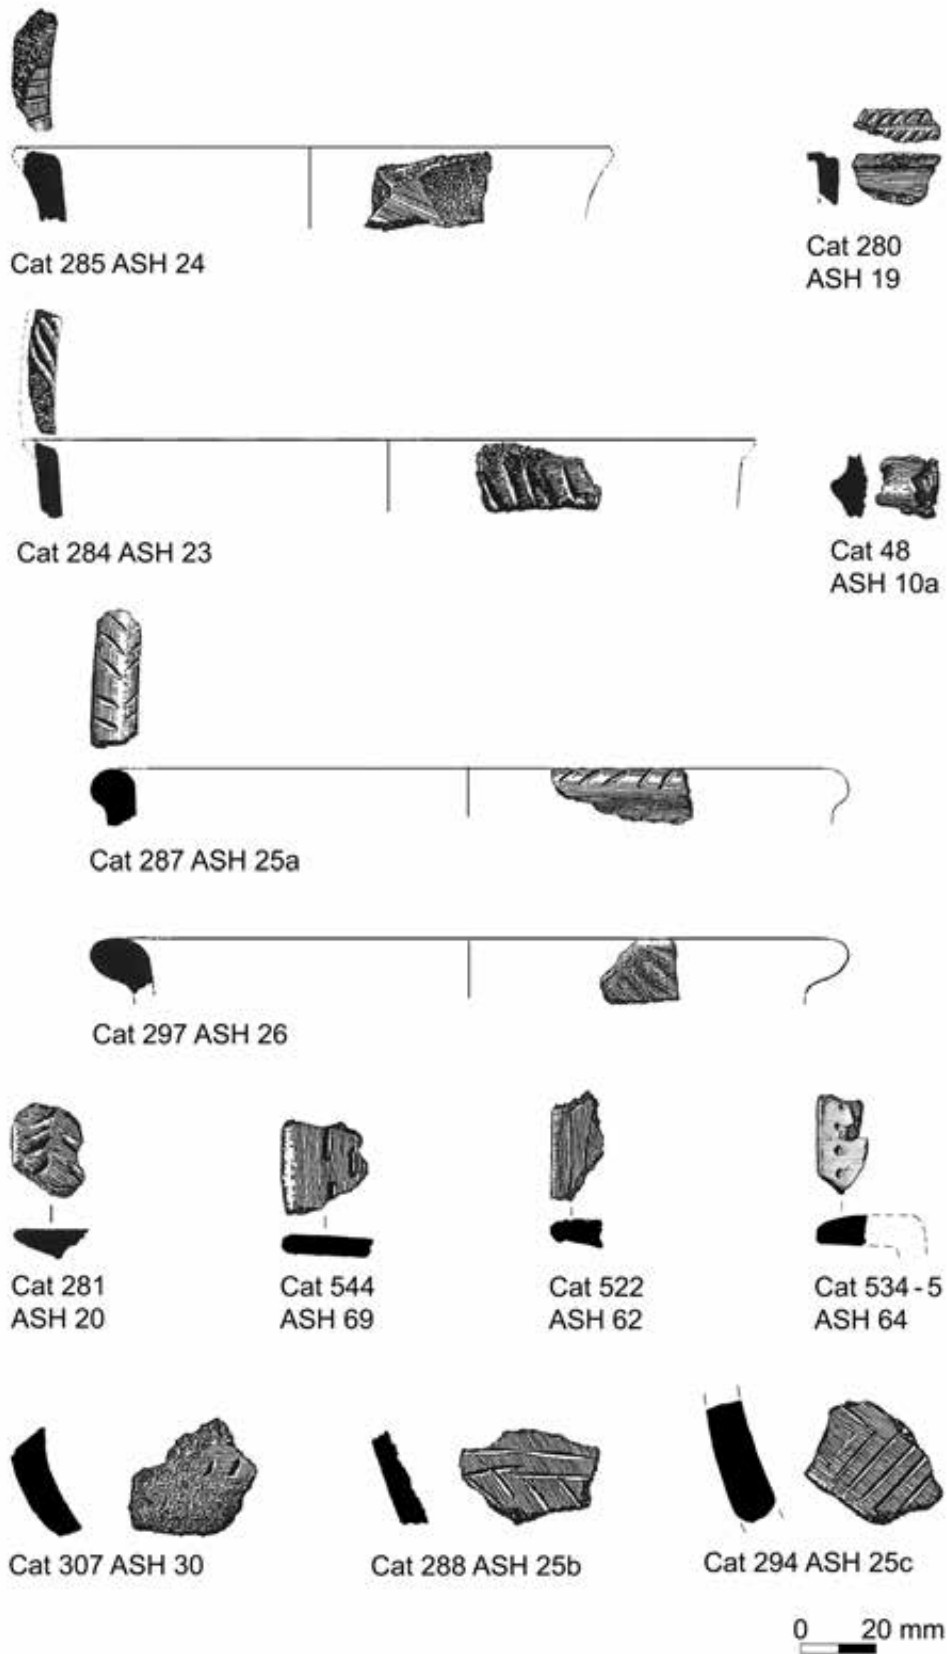 Cat 285 ASH 24
Cat 280
ASH 19
Cat 284 ASH 23
Cat 48
ASH 10a
Cat 287 ASH 25a
Cat 297 ASH 26
Cat 281
ASH 20
Cat 544
ASH 69
Cat 522
ASH 62
Cat 534-5
ASH 64
Cat 307 ASH 30
Cat 288 ASH 25b
Cat 294 ASH 25c
0 20 mm